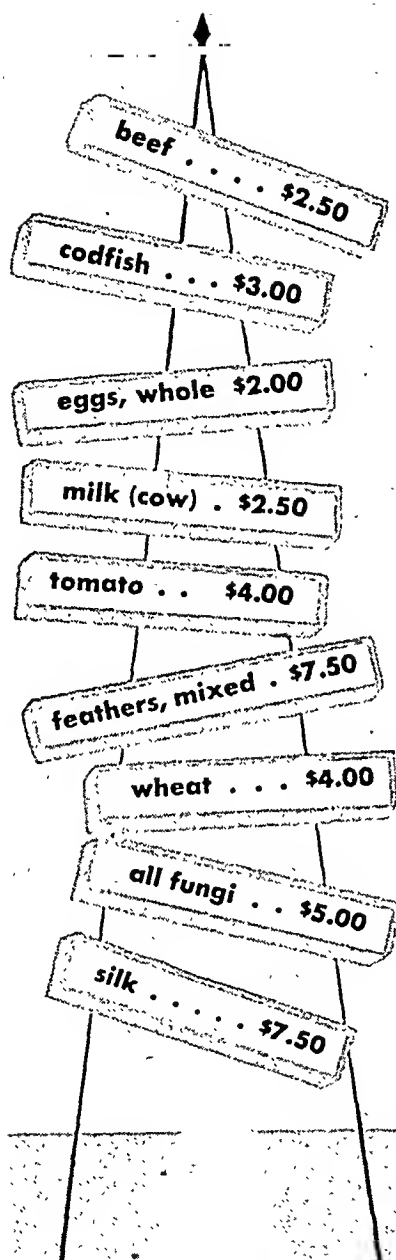 beef . . . . $2.50
codfish . . . $3.00
eggs, whole $2.00
milk (cow) . $2.50
tomato . . $4.00
feathers, mixed . $7.50
wheat . . . $4.00
all fungi . . $5.00
silk . . . . . $7.50